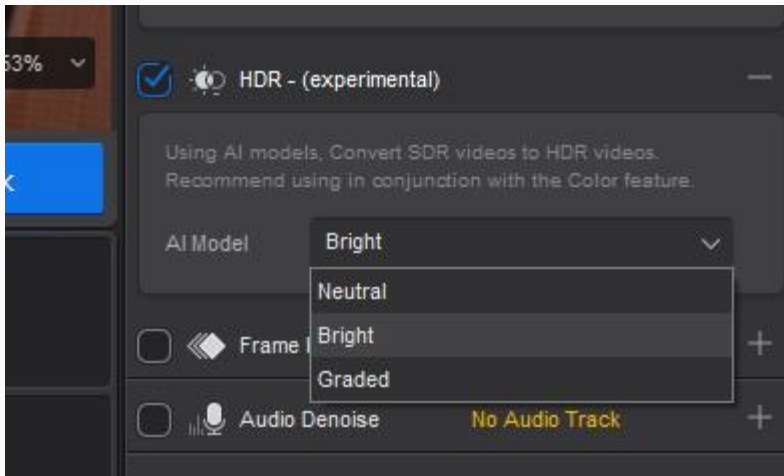 53%
HDR - (experimental)
Using AI models, Convert SDR videos to HDR videos.
Recommend using in conjunction with the Color feature.
AI Model Bright
Neutral
Bright
Graded
Frame
Audio Denoise No Audio Track